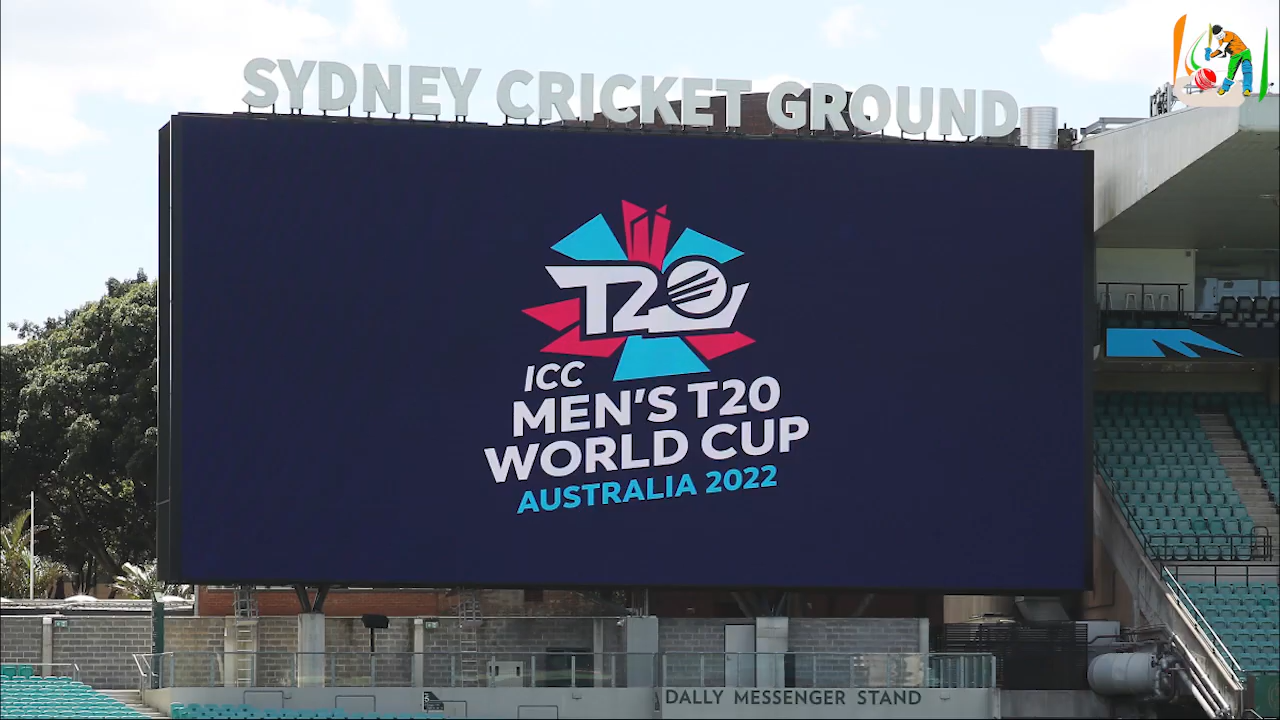 SYDNEY CRICKET GROUND
T20
ICC
MEN'S T20
WORLD CUP
AUSTRALIA 2022
DALLY MESSENGER STAND